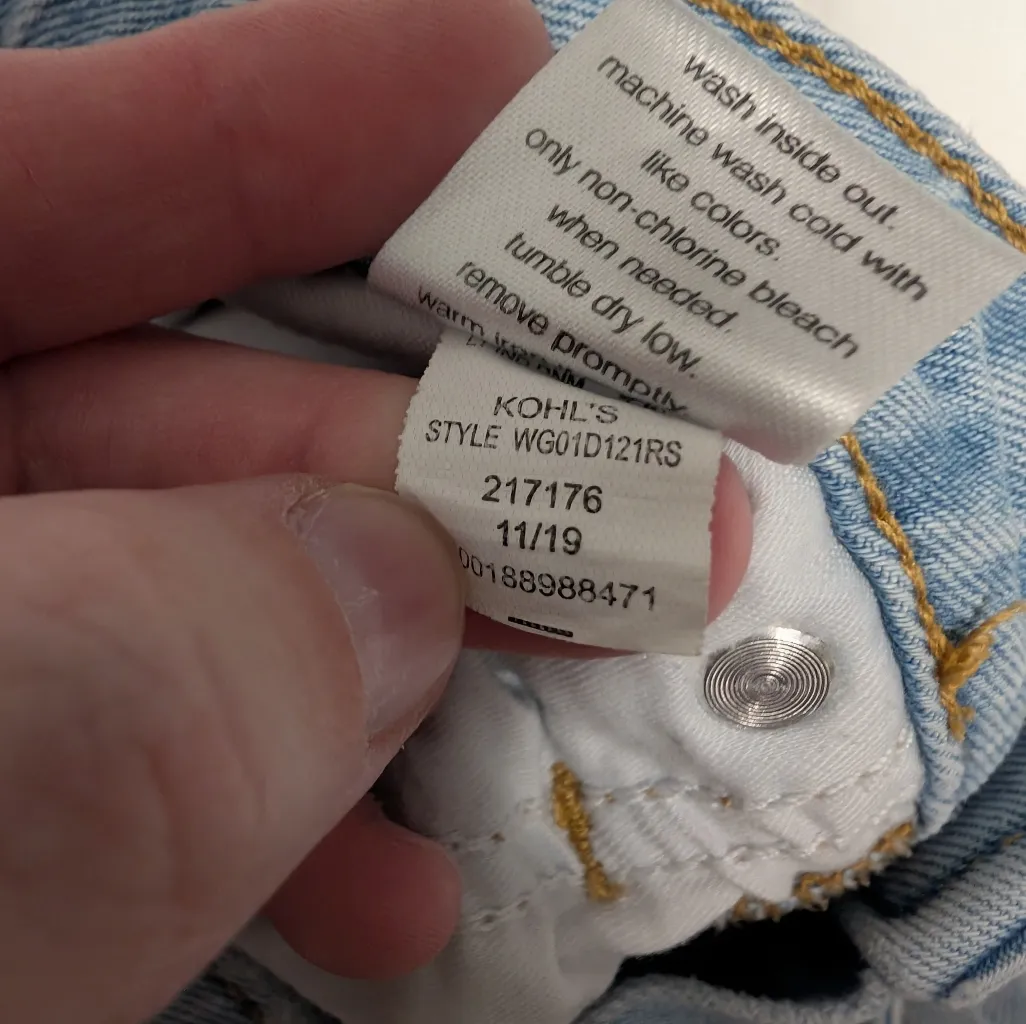 wash inside out.
machine wash cold with
like colors.
only non-chlorine bleach
when needed.
tumble dry low.
remove promptly
warm
KOHL'S
STYLE WG01D121RS
217176
11/19
00188988471